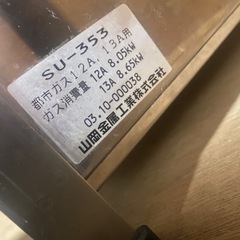 SU-353
都市ガス12A、13A用
ガス消費量 12A 8.05kW
13A 8.65kW
03.10-000038
山岡金属工業株式会社